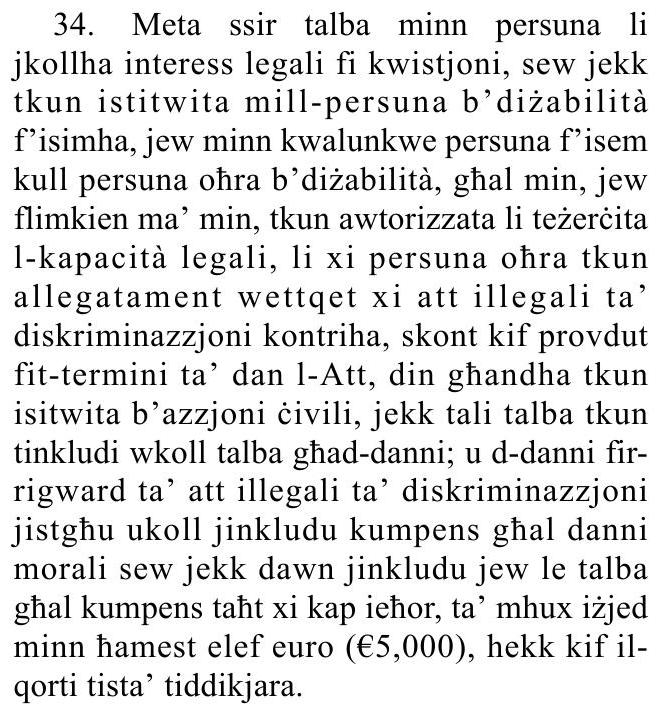 34. Meta ssir talba minn persuna li
jkollha interess legali fi kwistjoni, sew jekk
tkun istitwita mill-persuna b’diżabilità
f’isimha, jew minn kwalunkwe persuna f’isem
kull persuna oħra b’diżabilità, għal min, jew
flimkien ma’ min, tkun awtorizzata li teżerċita
l-kapacità legali, li xi persuna oħra tkun
allegatament wettqet xi att illegali ta’
diskriminazzjoni kontriha, skont kif provdut
fit-termini ta’ dan l-Att, din għandha tkun
isitwita b’azzjoni ċivili, jekk tali talba tkun
tinkludi wkoll talba għad-danni; u d-danni fir-
rigward ta’ att illegali ta’ diskriminazzjoni
jistgħu ukoll jinkludu kumpens għal danni
morali sew jekk dawn jinkludu jew le talba
għal kumpens taħt xi kap ieħor, ta’ mhux iżjed
minn ħamest elef euro (€5,000), hekk kif il-
qorti tista’ tiddikjara.